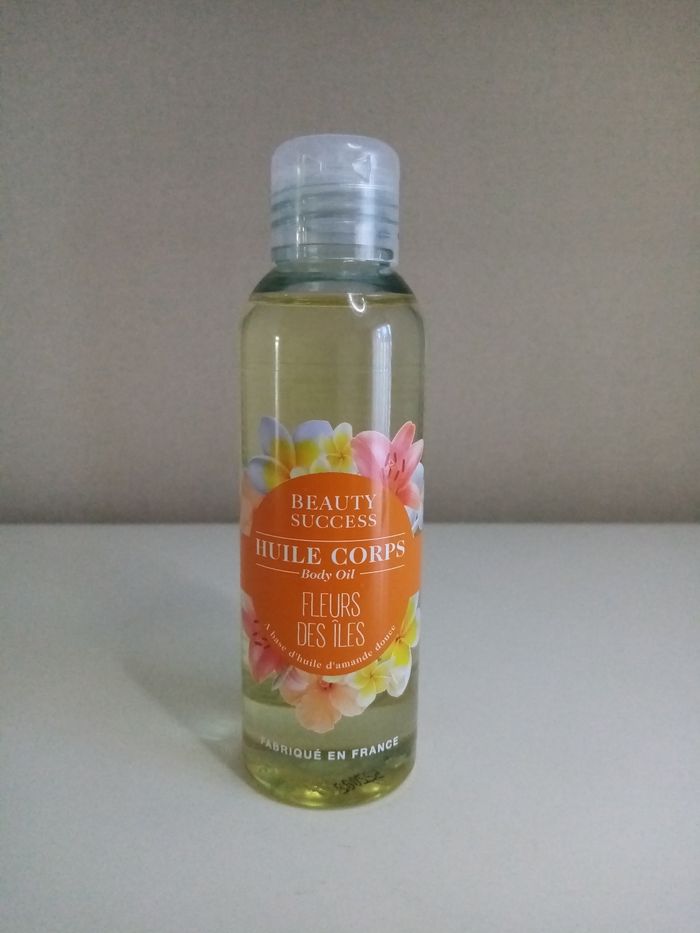 BEAUTY
SUCCESS
HUILE CORPS
Body Oil
FLEURS
DES ÎLES
A base d'huile d'amande douce
FABRIQUÉ EN FRANCE